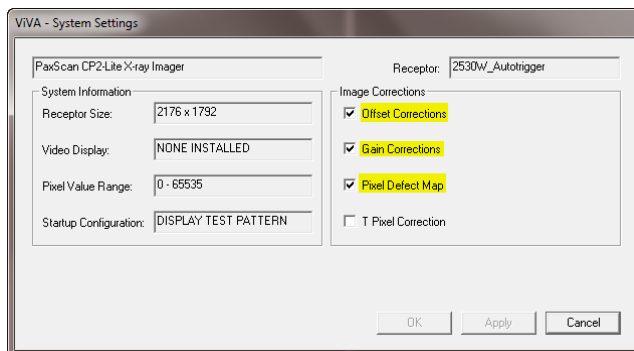 ViVA - System Settings
PaxScan CP2-Lite X-ray Imager
Receptor: 2530W_Autotrigger
System Information
Receptor Size: 2176 x 1792
Video Display: NONE INSTALLED
Pixel Value Range: 0 - 65535
Startup Configuration: DISPLAY TEST PATTERN
Image Corrections
Offset Corrections
Gain Corrections
Pixel Defect Map
T Pixel Correction
OK Apply Cancel